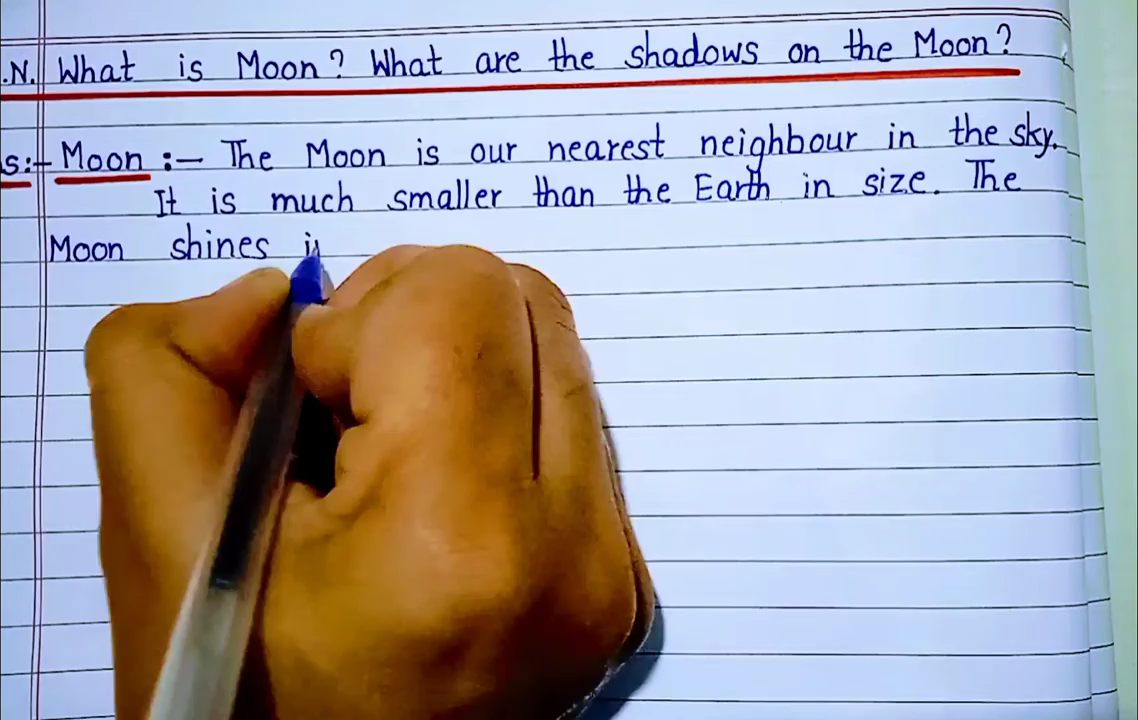 .N. What is Moon? What are the shadows on the Moon?
s:- Moon :- The Moon is our nearest neighbour in the sky.
It is much smaller than the Earth in size. The
Moon shines